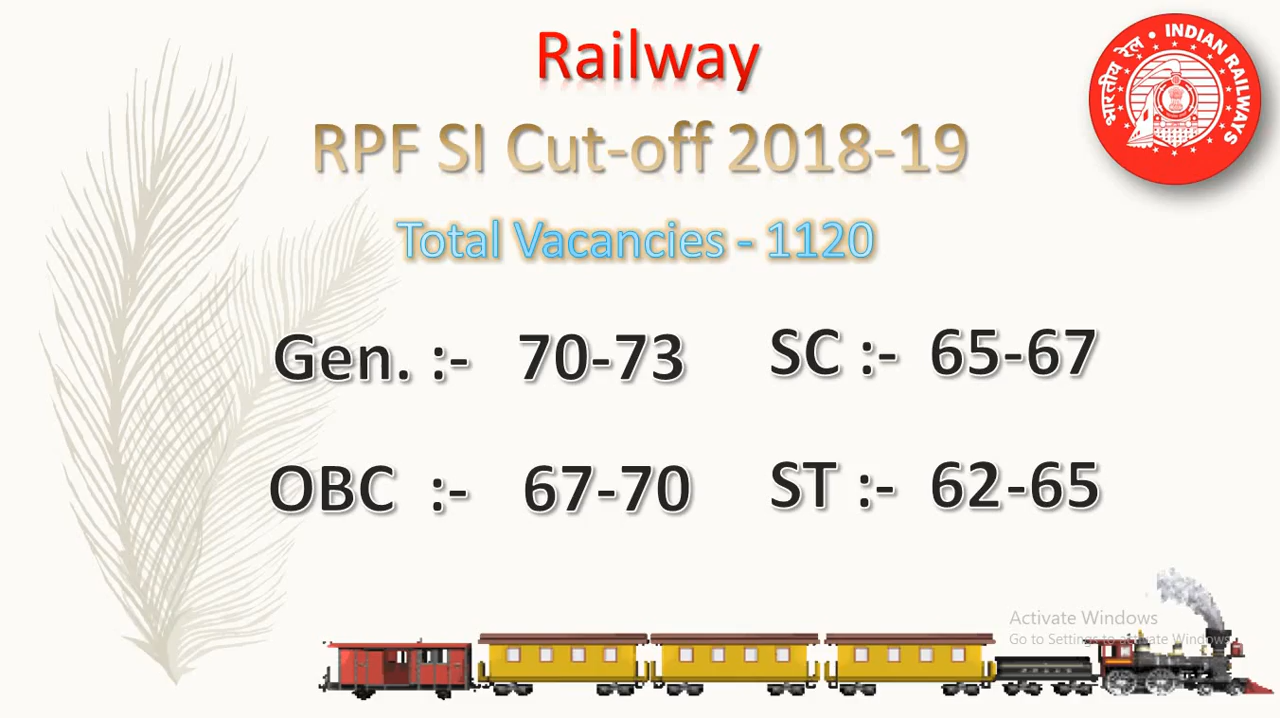 Railway
RPF SI Cut-off 2018-19
Total Vacancies - 1120
Gen. :- 70-73
SC :- 65-67
OBC :- 67-70
ST :- 62-65
भारतीय रेल • INDIAN RAILWAYS
Activate Windows
Go to Settings to activate Windows.